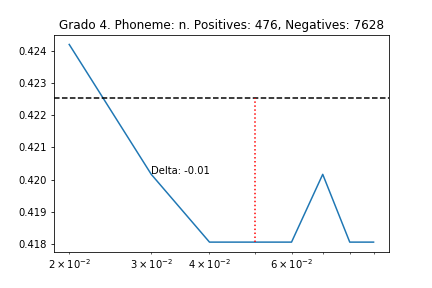 Grado 4. Phoneme: n. Positives: 476, Negatives: 7628
0.424
0.423
0.422
0.421
0.420
0.419
0.418
Delta: -0.01
2 × 10⁻² 3 × 10⁻² 4 × 10⁻² 6 × 10⁻²